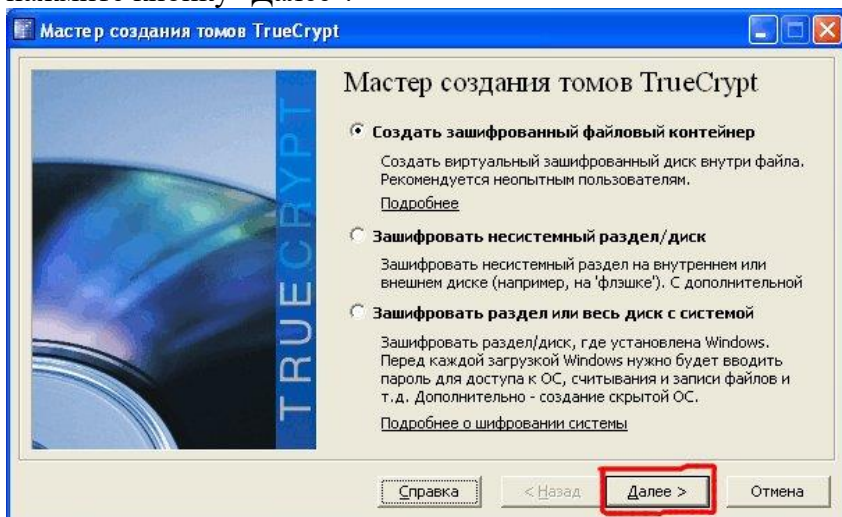 Мастер создания томов TrueCrypt
TRUECRYPT
Мастер создания томов TrueCrypt
Создать зашифрованный файловый контейнер
Создать виртуальный зашифрованный диск внутри файла.
Рекомендуется неопытным пользователям.
Подробнее
Зашифровать несистемный раздел/диск
Зашифровать несистемный раздел на внутреннем или
внешнем диске (например, на 'флэшке'). С дополнительной
Зашифровать раздел или весь диск с системой
Зашифровать раздел/диск, где установлена Windows.
Перед каждой загрузкой Windows нужно будет вводить
пароль для доступа к ОС, считывания и записи файлов и
т.д. Дополнительно - создание скрытой ОС.
Подробнее о шифровании системы
Справка
< Назад
Далее >
Отмена